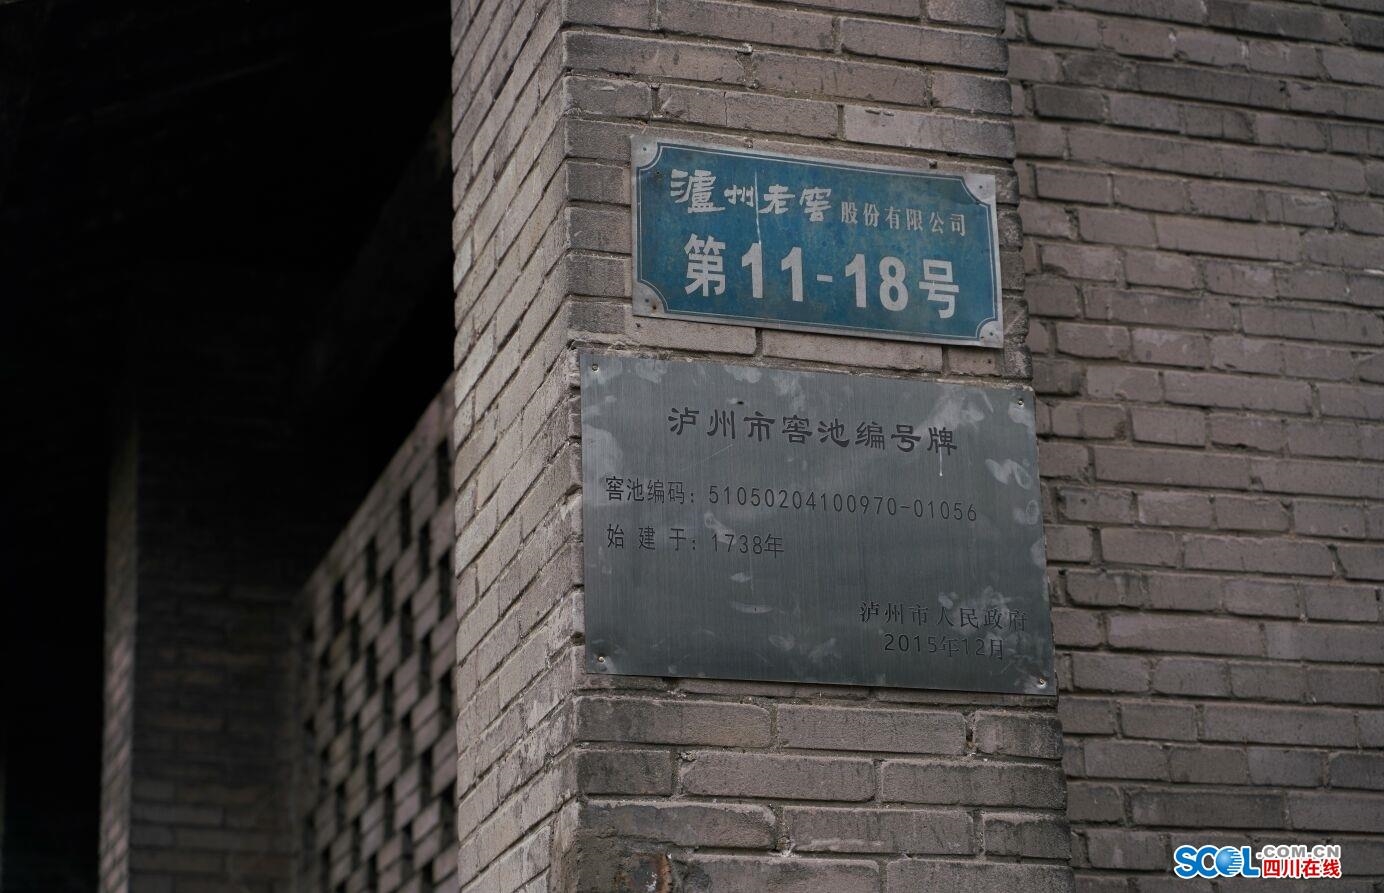 瀘州老窖股份有限公司
第11-18号
泸州市窖池编号牌
窖池编码：51050204100970-01056
始建于：1738年
泸州市人民政府
2015年12月
SCOL.COM.CN
四川在线